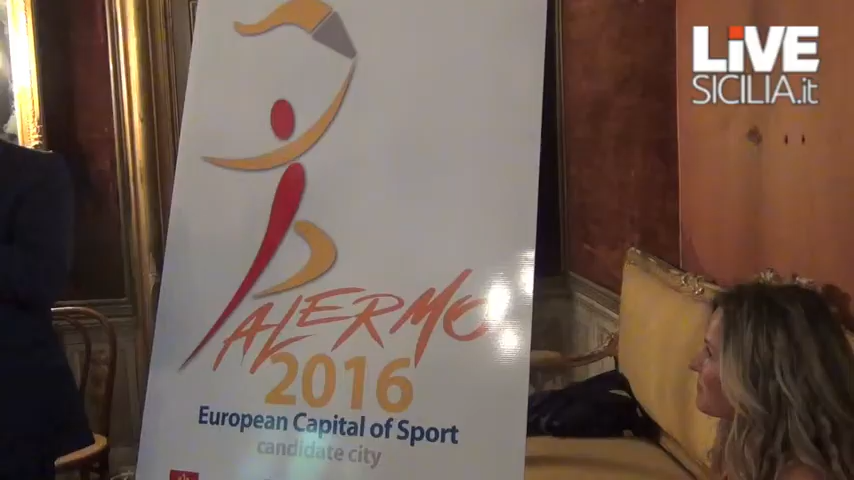 LiVE
SICILIA.it
PALERMO
2016
European Capital of Sport
candidate city